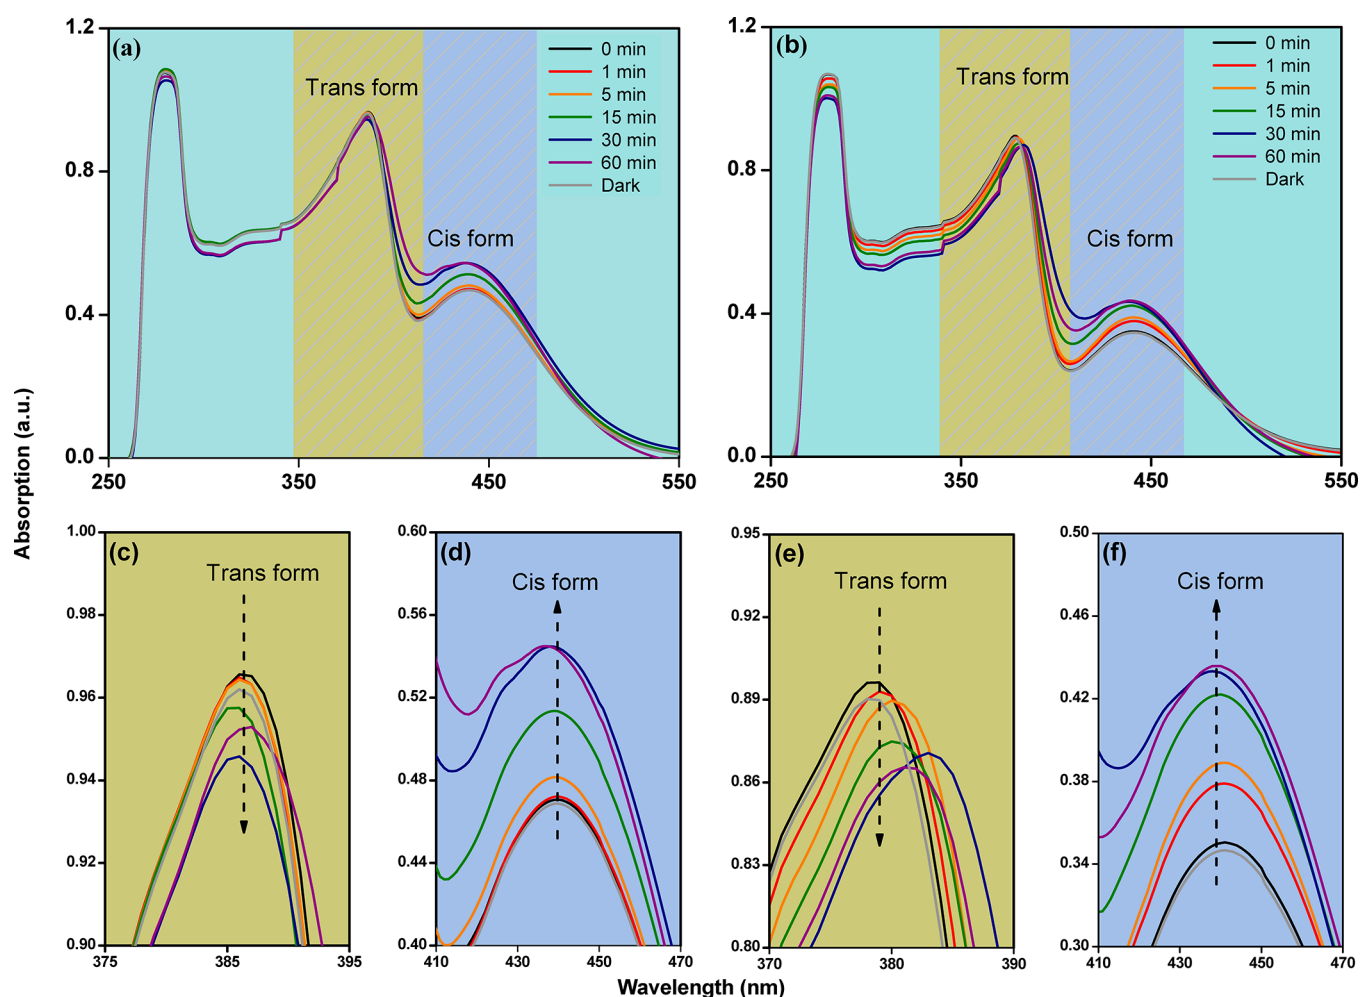 (a)
1.2
0.8
0.4
0.0
250
350
450
550
Trans form
Cis form
0 min
1 min
5 min
15 min
30 min
60 min
Dark
(b)
1.2
0.8
0.4
0.0
250
350
450
550
Trans form
Cis form
0 min
1 min
5 min
15 min
30 min
60 min
Dark
Absorption (a.u.)
(c)
Trans form
1.00
0.98
0.96
0.94
0.92
0.90
375
385
395
(d)
Cis form
0.60
0.56
0.52
0.48
0.44
0.40
410
430
450
470
(e)
Trans form
0.95
0.92
0.89
0.86
0.83
0.80
370
380
390
(f)
Cis form
0.50
0.46
0.42
0.38
0.34
0.30
410
430
450
470
Wavelength (nm)